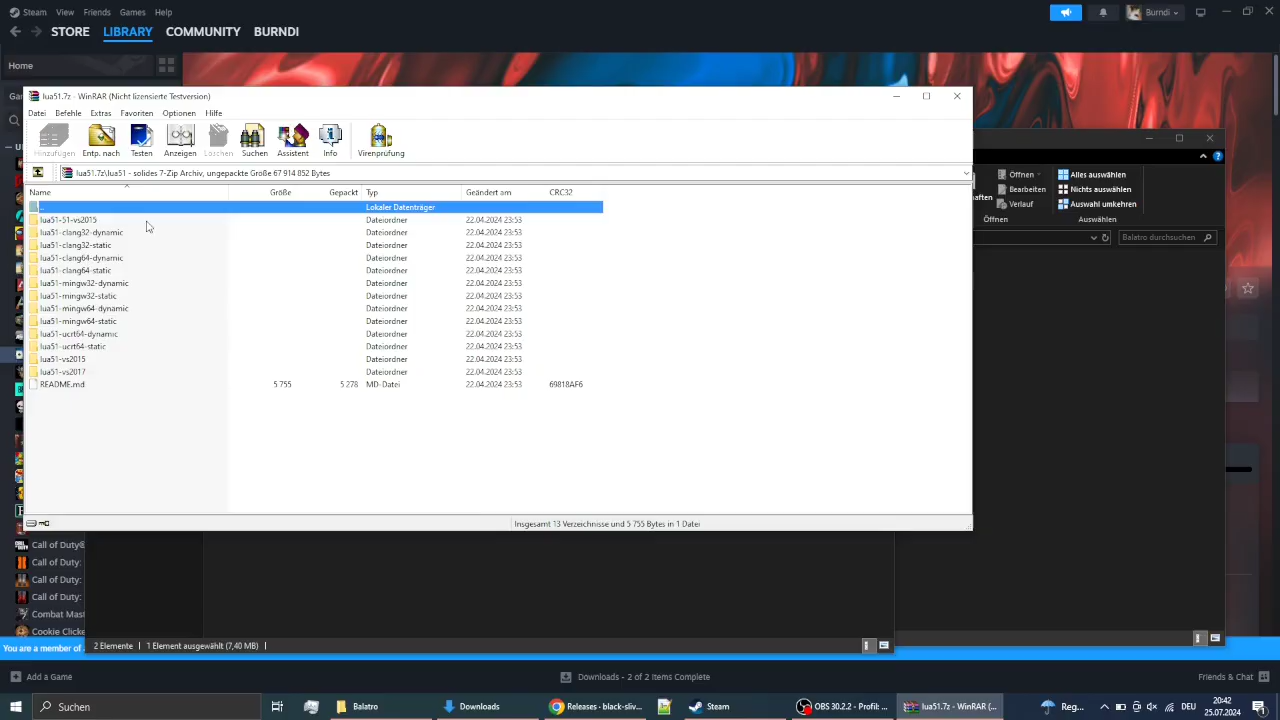 Steam View Friends Games Help
Burndi
STORE LIBRARY COMMUNITY BURNDI
Home
lua51.7z - WinRAR (Nicht lizensierte Testversion)
Datei Befehle Extras Favoriten Optionen Hilfe
Hinzufügen Entp. nach Testen Anzeigen Löschen Suchen Assistent Info Virenprüfung
lua51.7z\lua51 - solides 7-Zip Archiv, ungepackte Größe 67 914 852 Bytes
Name Größe Gepackt Typ Geändert am CRC32
.. Lokaler Datenträger
lua51-51-vs2015 Dateiordner 22.04.2024 23:53
lua51-clang32-dynamic Dateiordner 22.04.2024 23:53
lua51-clang32-static Dateiordner 22.04.2024 23:53
lua51-clang64-dynamic Dateiordner 22.04.2024 23:53
lua51-clang64-static Dateiordner 22.04.2024 23:53
lua51-mingw32-dynamic Dateiordner 22.04.2024 23:53
lua51-mingw32-static Dateiordner 22.04.2024 23:53
lua51-mingw64-dynamic Dateiordner 22.04.2024 23:53
lua51-mingw64-static Dateiordner 22.04.2024 23:53
lua51-ucrt64-dynamic Dateiordner 22.04.2024 23:53
lua51-ucrt64-static Dateiordner 22.04.2024 23:53
lua51-vs2015 Dateiordner 22.04.2024 23:53
lua51-vs2017 Dateiordner 22.04.2024 23:53
README.md 5 755 5 278 MD-Datei 22.04.2024 23:53 69818AF6
Insgesamt 13 Verzeichnisse und 5 755 Bytes in 1 Datei
Öffnen Alles auswählen
Bearbeiten Nichts auswählen
haften Verlauf Auswahl umkehren
Öffnen Auswählen
Balatro durchsuchen
Call of Duty®
Call of Duty:
Call of Duty:
Call of Duty:
Combat Mast
Cookie Clicke
2 Elemente 1 Element ausgewählt (7,40 MB)
You are a member of
Add a Game Downloads - 2 of 2 Items Complete Friends & Chat
Suchen Balatro Downloads Releases - black-sliv... Steam OBS 30.2.2 - Profil: ... lua51.7z - WinRAR (... Reg... DEU 20:42
25.07.2024